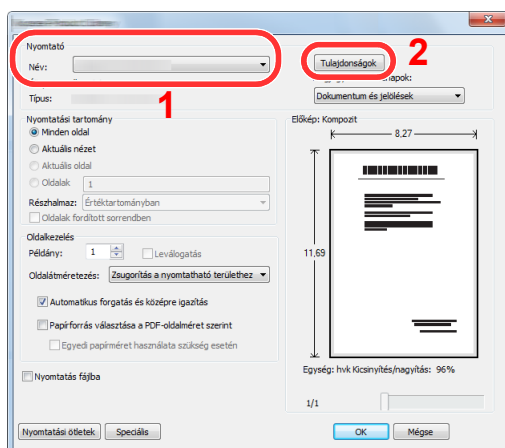 Nyomtató
Név:
Tulajdonságok
2
1
Típus:
Dokumentum és jelölések
Nyomtatási tartomány
Minden oldal
Aktuális nézet
Aktuális oldal
Oldalak 1
Részhalmaz: Értéktartományban
Oldalak fordított sorrendben
Előkép: Kompozit
8,27
11,69
Oldalkezelés
Példány: 1 Leválogatás
Oldalátméretezés: Zsugorítás a nyomtatható területhez
Automatikus forgatás és középre igazítás
Papírforrás választása a PDF-oldalméret szerint
Egyedi papírméret használata szükség esetén
Nyomtatás fájlba
Egység: hvk Kicsinyítés/nagyítás: 96%
1/1
Nyomtatási ötletek Speciális OK Mégse